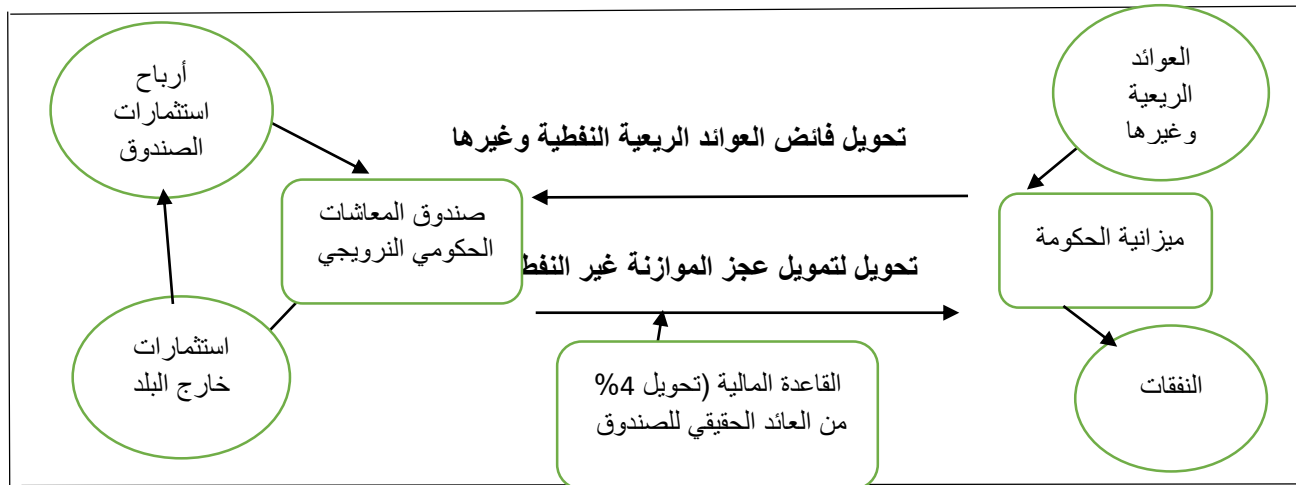 العوائد
الريعية
وغيرها
تحويل فائض العوائد الريعية النفطية وغيرها
أرباح
استثمارات
الصندوق
ميزانية الحكومة
صندوق المعاشات
الحكومي النرويجي
تحويل لتمويل عجز الموازنة غير النفط
النفقات
القاعدة المالية (تحويل 4%
من العائد الحقيقي للصندوق
استثمارات
خارج البلد